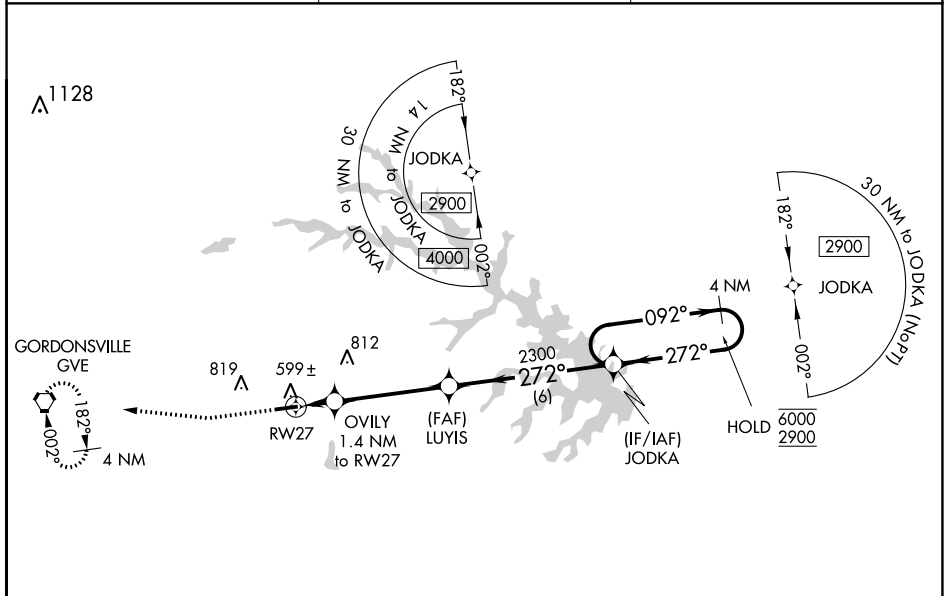 1128
182°
14 NM to JODKA
30 NM to JODKA
JODKA
2900
4000
002°
182°
30 NM to JODKA (NoPT)
2900
JODKA
002°
4 NM
092°
272°
HOLD
6000
2900
GORDONSVILLE
GVE
182°
002°
4 NM
819
599±
812
RW27
OVILY
1.4 NM
to RW27
(FAF)
LUYIS
2300
272°
(6)
(IF/IAF)
JODKA